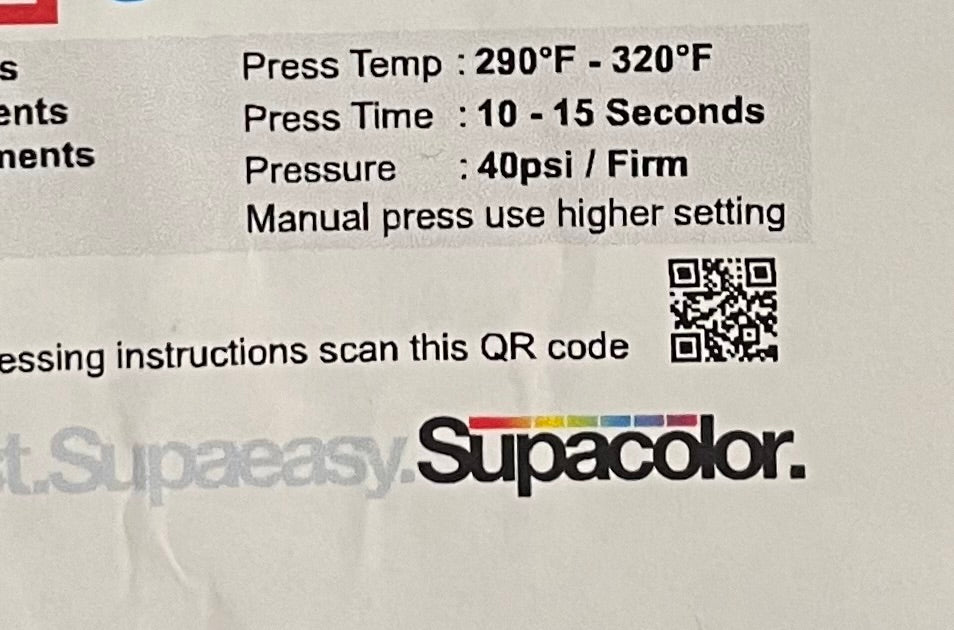 s
Press Temp : 290°F - 320°F
ents
Press Time : 10 - 15 Seconds
ments
Pressure : 40psi / Firm
Manual press use higher setting
essing instructions scan this QR code
t.Supaeasy.Supacolor.